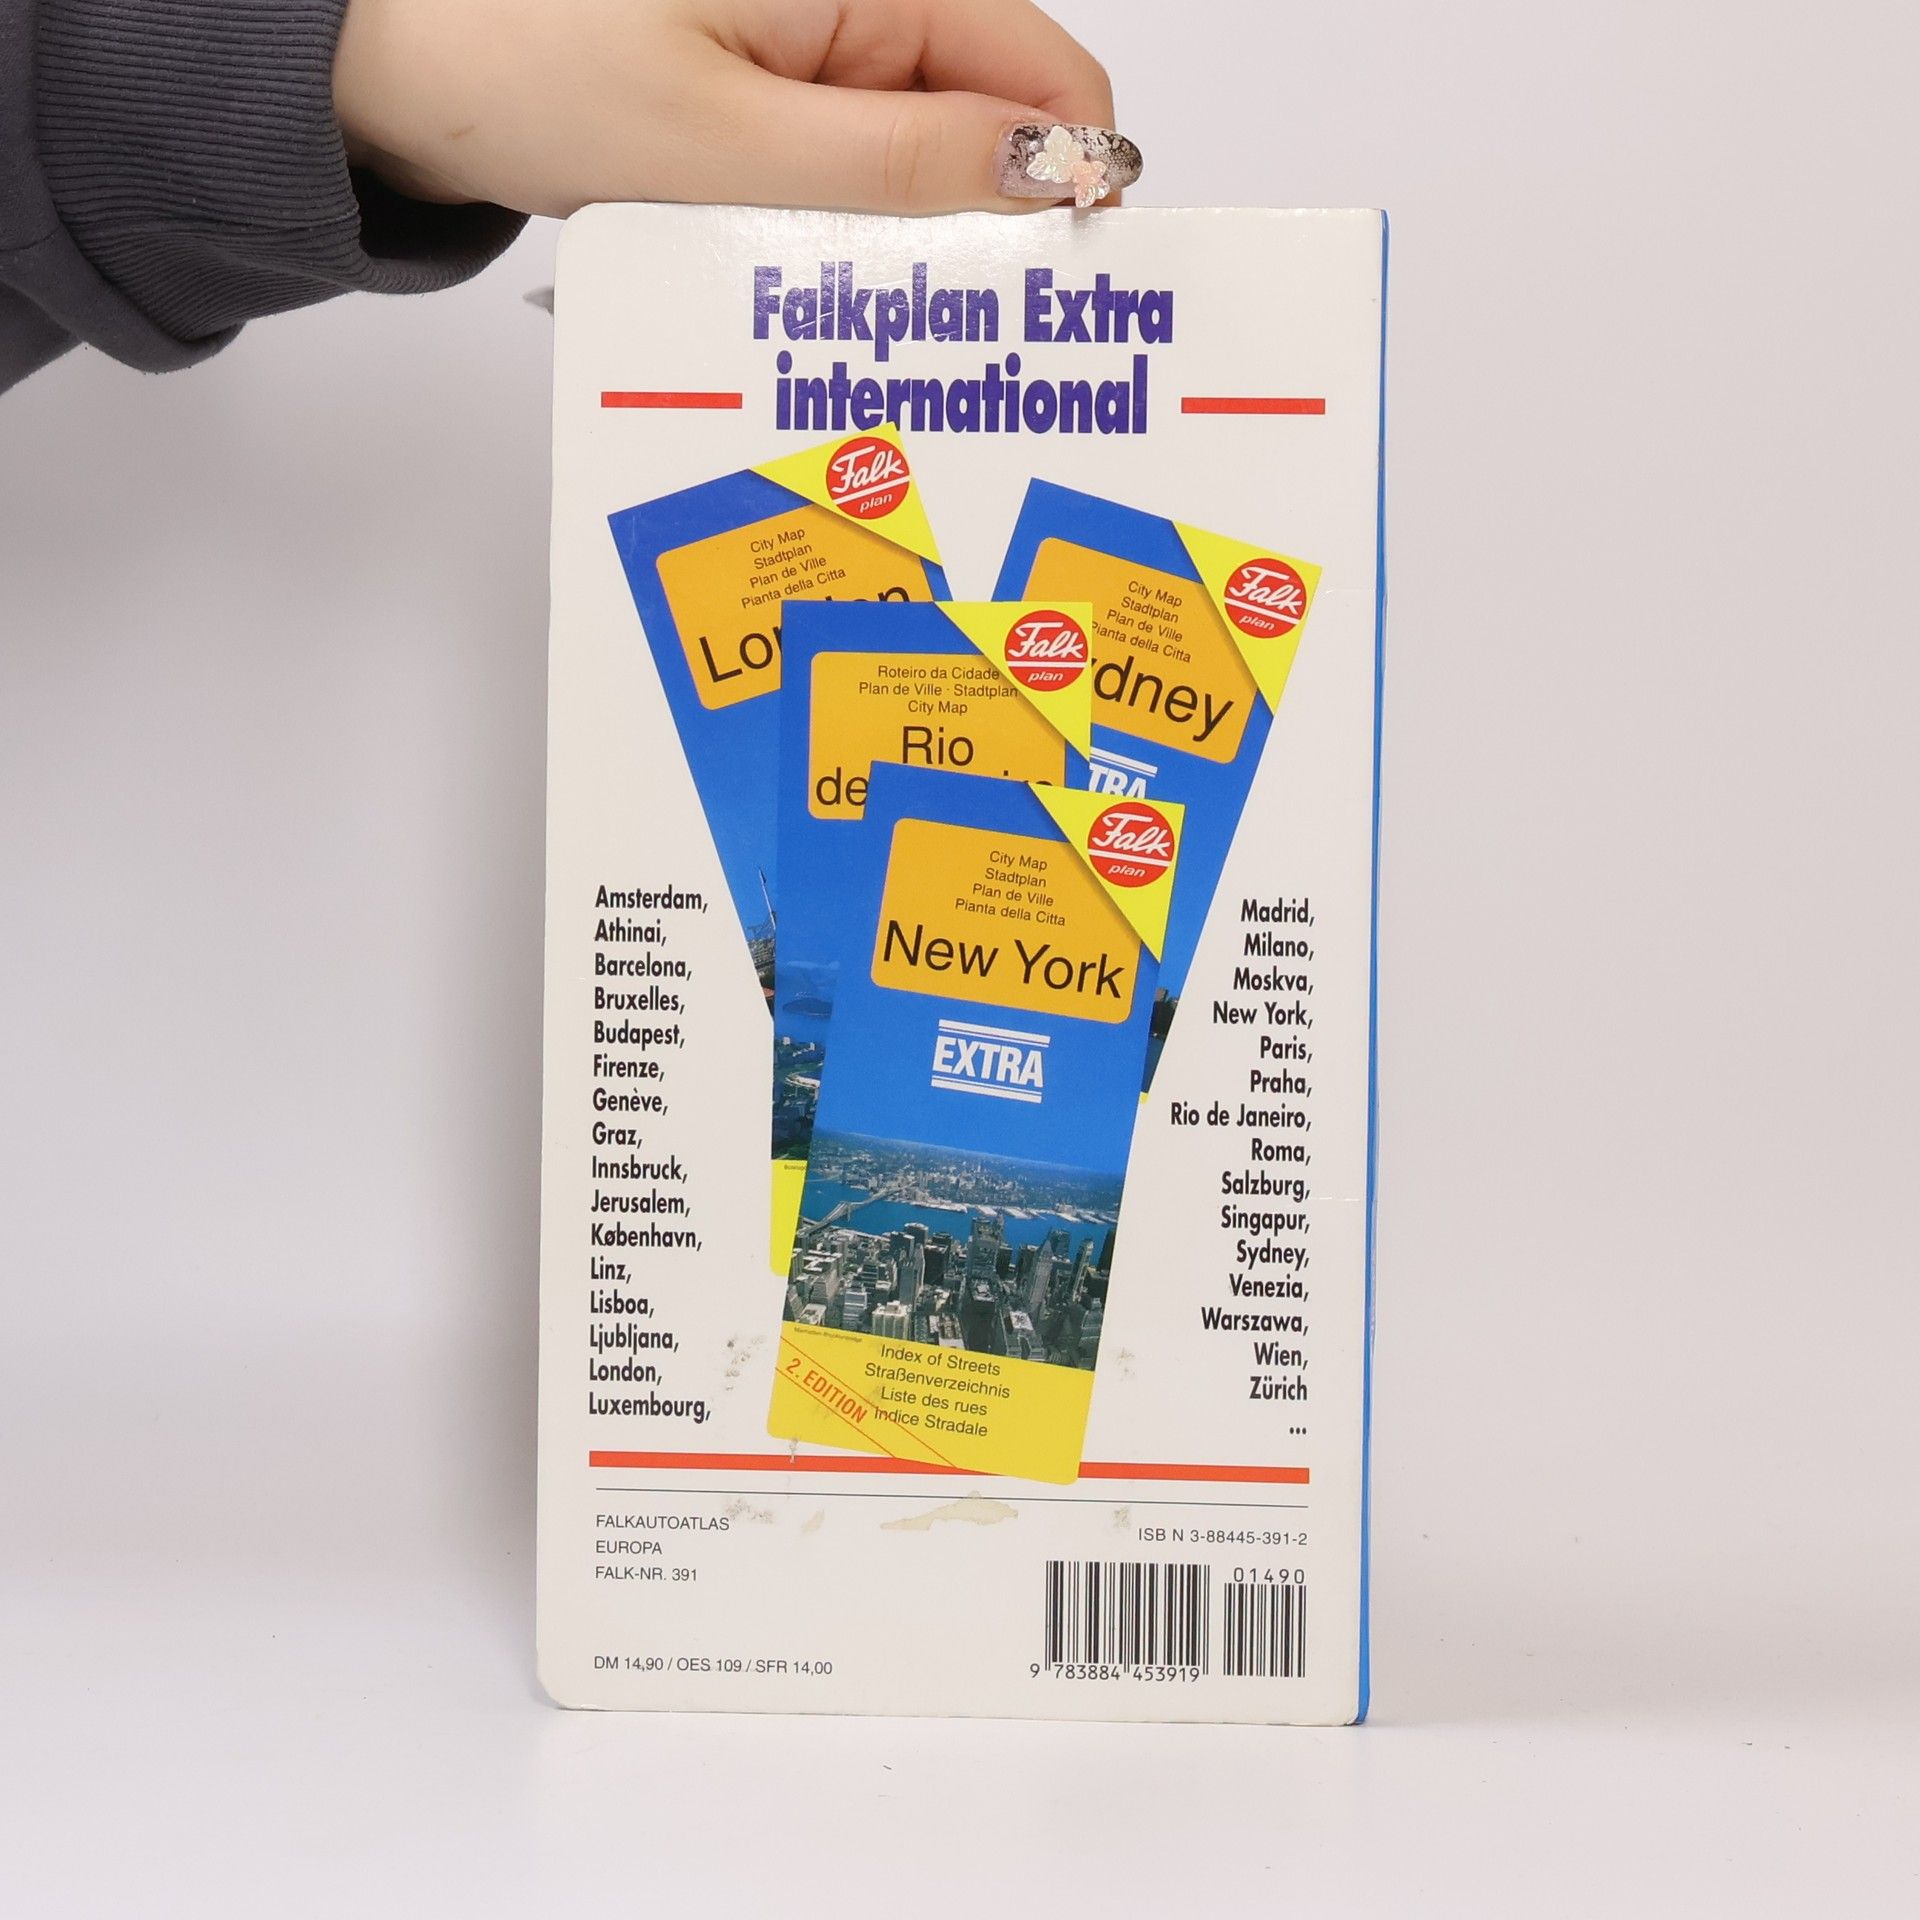 Falkplan Extra
international
Falk
plan
City Map
Stadtplan
Plan de Ville
Pianta della Citta
Falk
plan
City Map
Stadtplan
Plan de Ville
Pianta della Citta
dney
TRA
Falk
plan
Roteiro da Cidade
Plan de Ville · Stadtplan
City Map
Rio
de
Falk
plan
City Map
Stadtplan
Plan de Ville
Pianta della Citta
New York
EXTRA
2. EDITION
Index of Streets
Straßenverzeichnis
Liste des rues
Indice Stradale
Amsterdam,
Athinai,
Barcelona,
Bruxelles,
Budapest,
Firenze,
Genève,
Graz,
Innsbruck,
Jerusalem,
København,
Linz,
Lisboa,
Ljubljana,
London,
Luxembourg,
Madrid,
Milano,
Moskva,
New York,
Paris,
Praha,
Rio de Janeiro,
Roma,
Salzburg,
Singapur,
Sydney,
Venezia,
Warszawa,
Wien,
Zürich
...
FALKAUTOATLAS
EUROPA
FALK-NR. 391
DM 14,90 / OES 109 / SFR 14,00
ISB N 3-88445-391-2
01490
9 783884 453919